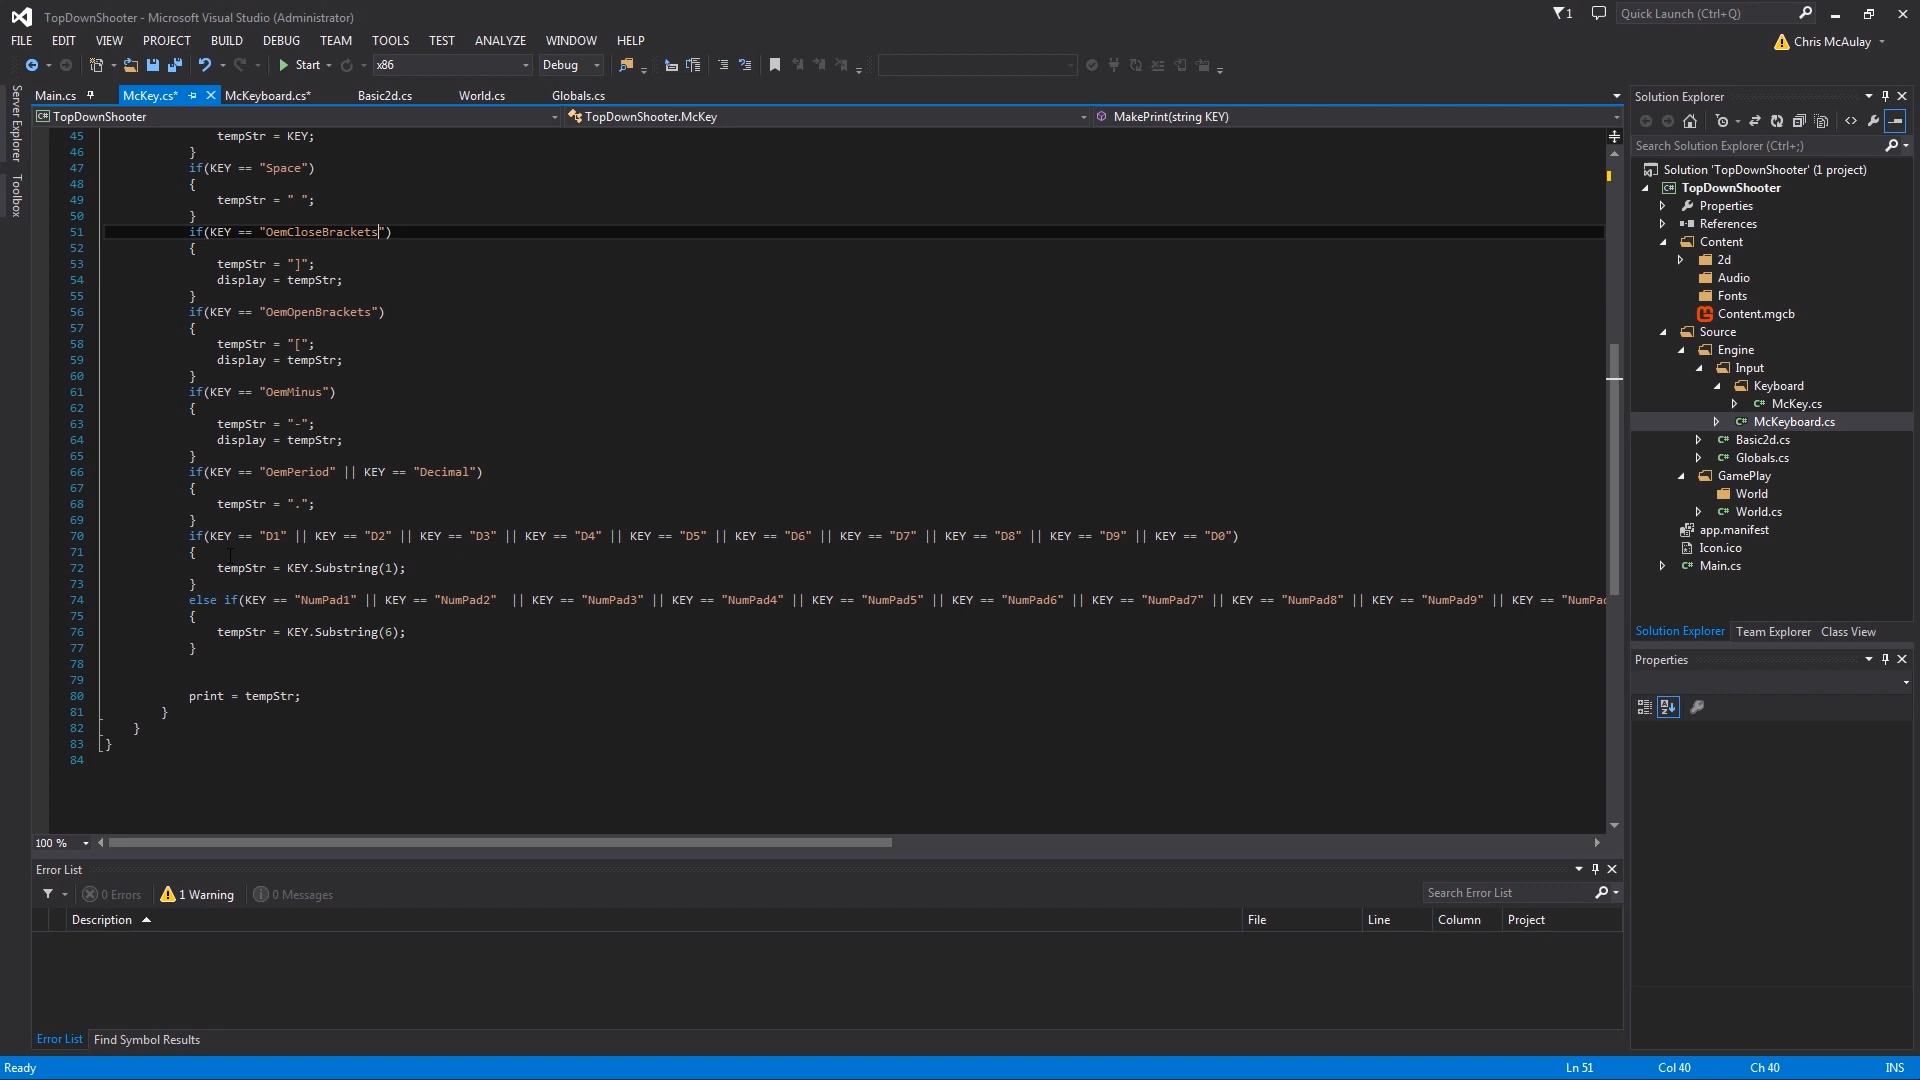 TopDownShooter - Microsoft Visual Studio (Administrator)
1
Quick Launch (Ctrl+Q)
FILE EDIT VIEW PROJECT BUILD DEBUG TEAM TOOLS TEST ANALYZE WINDOW HELP
Chris McAulay
Start
x86
Debug
Server Explorer
Toolbox
Main.cs
McKey.cs*
McKeyboard.cs*
Basic2d.cs
World.cs
Globals.cs
TopDownShooter
TopDownShooter.McKey
MakePrint(string KEY)
45 tempStr = KEY;
46 }
47 if(KEY == "Space")
48 {
49 tempStr = " ";
50 }
51 if(KEY == "OemCloseBrackets")
52 {
53 tempStr = "]";
54 display = tempStr;
55 }
56 if(KEY == "OemOpenBrackets")
57 {
58 tempStr = "[";
59 display = tempStr;
60 }
61 if(KEY == "OemMinus")
62 {
63 tempStr = "-";
64 display = tempStr;
65 }
66 if(KEY == "OemPeriod" || KEY == "Decimal")
67 {
68 tempStr = ".";
69 }
70 if(KEY == "D1" || KEY == "D2" || KEY == "D3" || KEY == "D4" || KEY == "D5" || KEY == "D6" || KEY == "D7" || KEY == "D8" || KEY == "D9" || KEY == "D0")
71 {
72 tempStr = KEY.Substring(1);
73 }
74 else if(KEY == "NumPad1" || KEY == "NumPad2"  || KEY == "NumPad3" || KEY == "NumPad4" || KEY == "NumPad5" || KEY == "NumPad6" || KEY == "NumPad7" || KEY == "NumPad8" || KEY == "NumPad9" || KEY == "NumPad
75 {
76 tempStr = KEY.Substring(6);
77 }
78
79
80 print = tempStr;
81 }
82 }
83 }
84
100 %
Error List
0 Errors
1 Warning
0 Messages
Search Error List
Description
File
Line
Column
Project
Error List
Find Symbol Results
Solution Explorer
Search Solution Explorer (Ctrl+;)
Solution 'TopDownShooter' (1 project)
C# TopDownShooter
Properties
References
Content
2d
Audio
Fonts
Content.mgcb
Source
Engine
Input
Keyboard
C# McKey.cs
C# McKeyboard.cs
C# Basic2d.cs
C# Globals.cs
GamePlay
World
C# World.cs
app.manifest
Icon.ico
C# Main.cs
Solution Explorer
Team Explorer
Class View
Properties
Ready
Ln 51
Col 40
Ch 40
INS